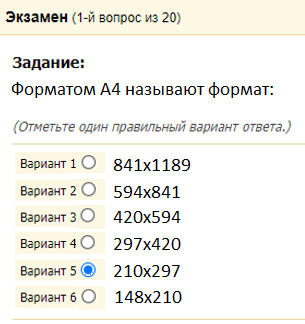 Экзамен (1-й вопрос из 20)
Задание:
Форматом А4 называют формат:
(Отметьте один правильный вариант ответа.)
Вариант 1 841x1189
Вариант 2 594x841
Вариант 3 420x594
Вариант 4 297x420
Вариант 5 210x297
Вариант 6 148x210